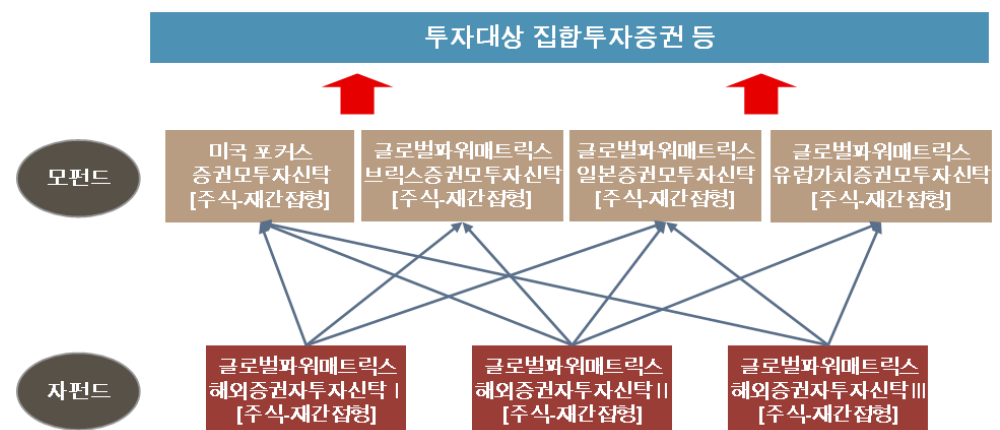 투자대상 집합투자증권 등
모펀드
미국 포커스
증권모투자신탁
[주식-재간접형]
글로벌파워매트릭스
브릭스증권모투자신탁
[주식-재간접형]
글로벌파워매트릭스
일본증권모투자신탁
[주식-재간접형]
글로벌파워매트릭스
유럽가치증권모투자신탁
[주식-재간접형]
자펀드
글로벌파워매트릭스
해외증권자투자신탁Ⅰ
[주식-재간접형]
글로벌파워매트릭스
해외증권자투자신탁Ⅱ
[주식-재간접형]
글로벌파워매트릭스
해외증권자투자신탁Ⅲ
[주식-재간접형]